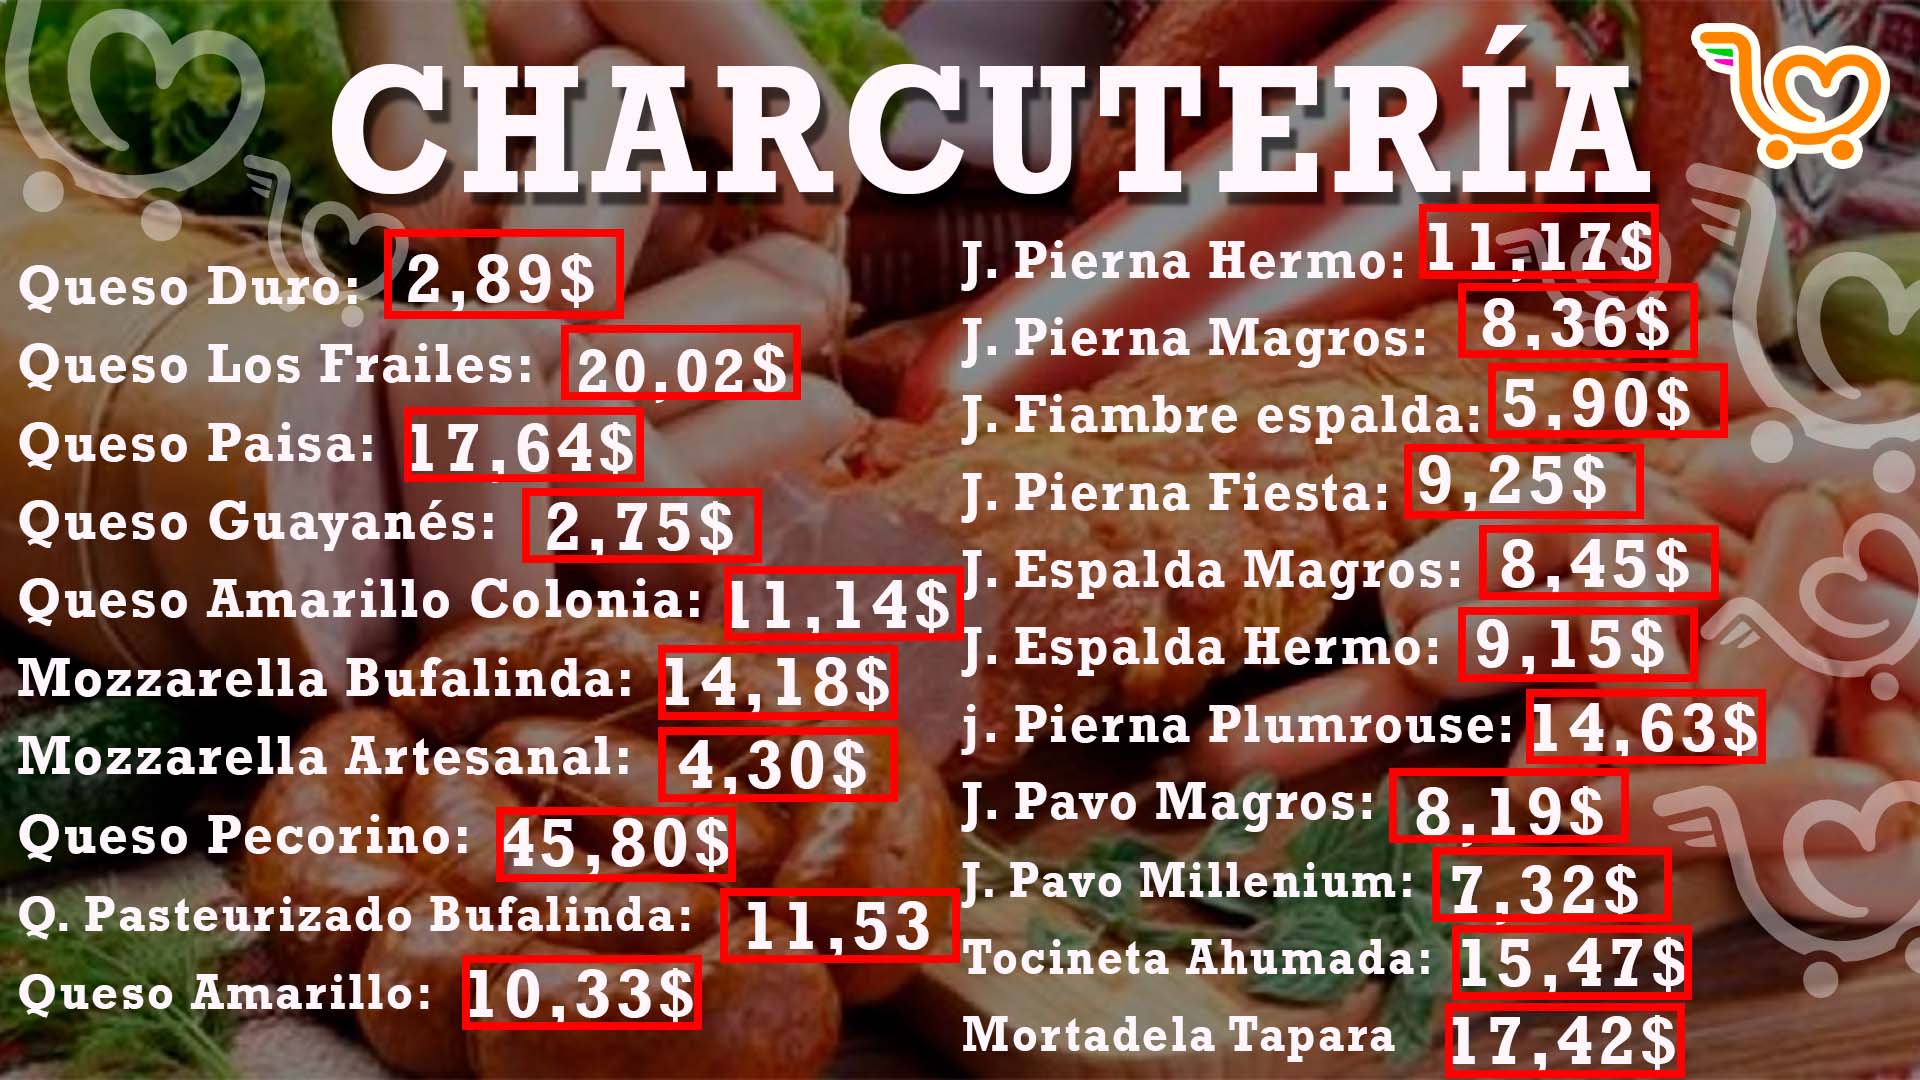 CHARCUTERÍA
Queso Duro: 2,89$
Queso Los Frailes: 20,02$
Queso Paisa: 17,64$
Queso Guayanés: 2,75$
Queso Amarillo Colonia: 11,14$
Mozzarella Bufalinda: 14,18$
Mozzarella Artesanal: 4,30$
Queso Pecorino: 45,80$
Q. Pasteurizado Bufalinda: 11,53
Queso Amarillo: 10,33$
J. Pierna Hermo: 11,17$
J. Pierna Magros: 8,36$
J. Fiambre espalda: 5,90$
J. Pierna Fiesta: 9,25$
J. Espalda Magros: 8,45$
J. Espalda Hermo: 9,15$
j. Pierna Plumrouse: 14,63$
J. Pavo Magros: 8,19$
J. Pavo Millenium: 7,32$
Tocineta Ahumada: 15,47$
Mortadela Tapara 17,42$